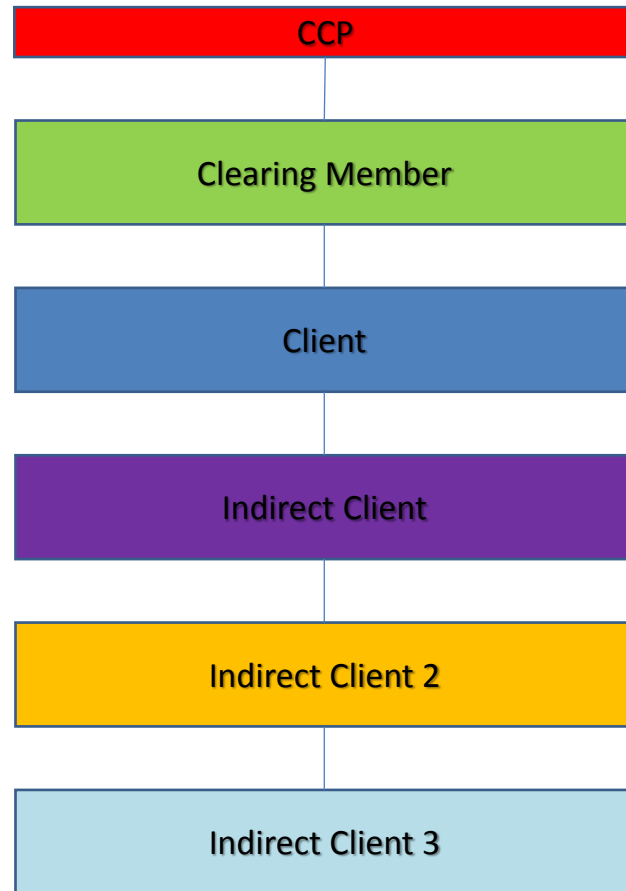 CCP
Clearing Member
Client
Indirect Client
Indirect Client 2
Indirect Client 3